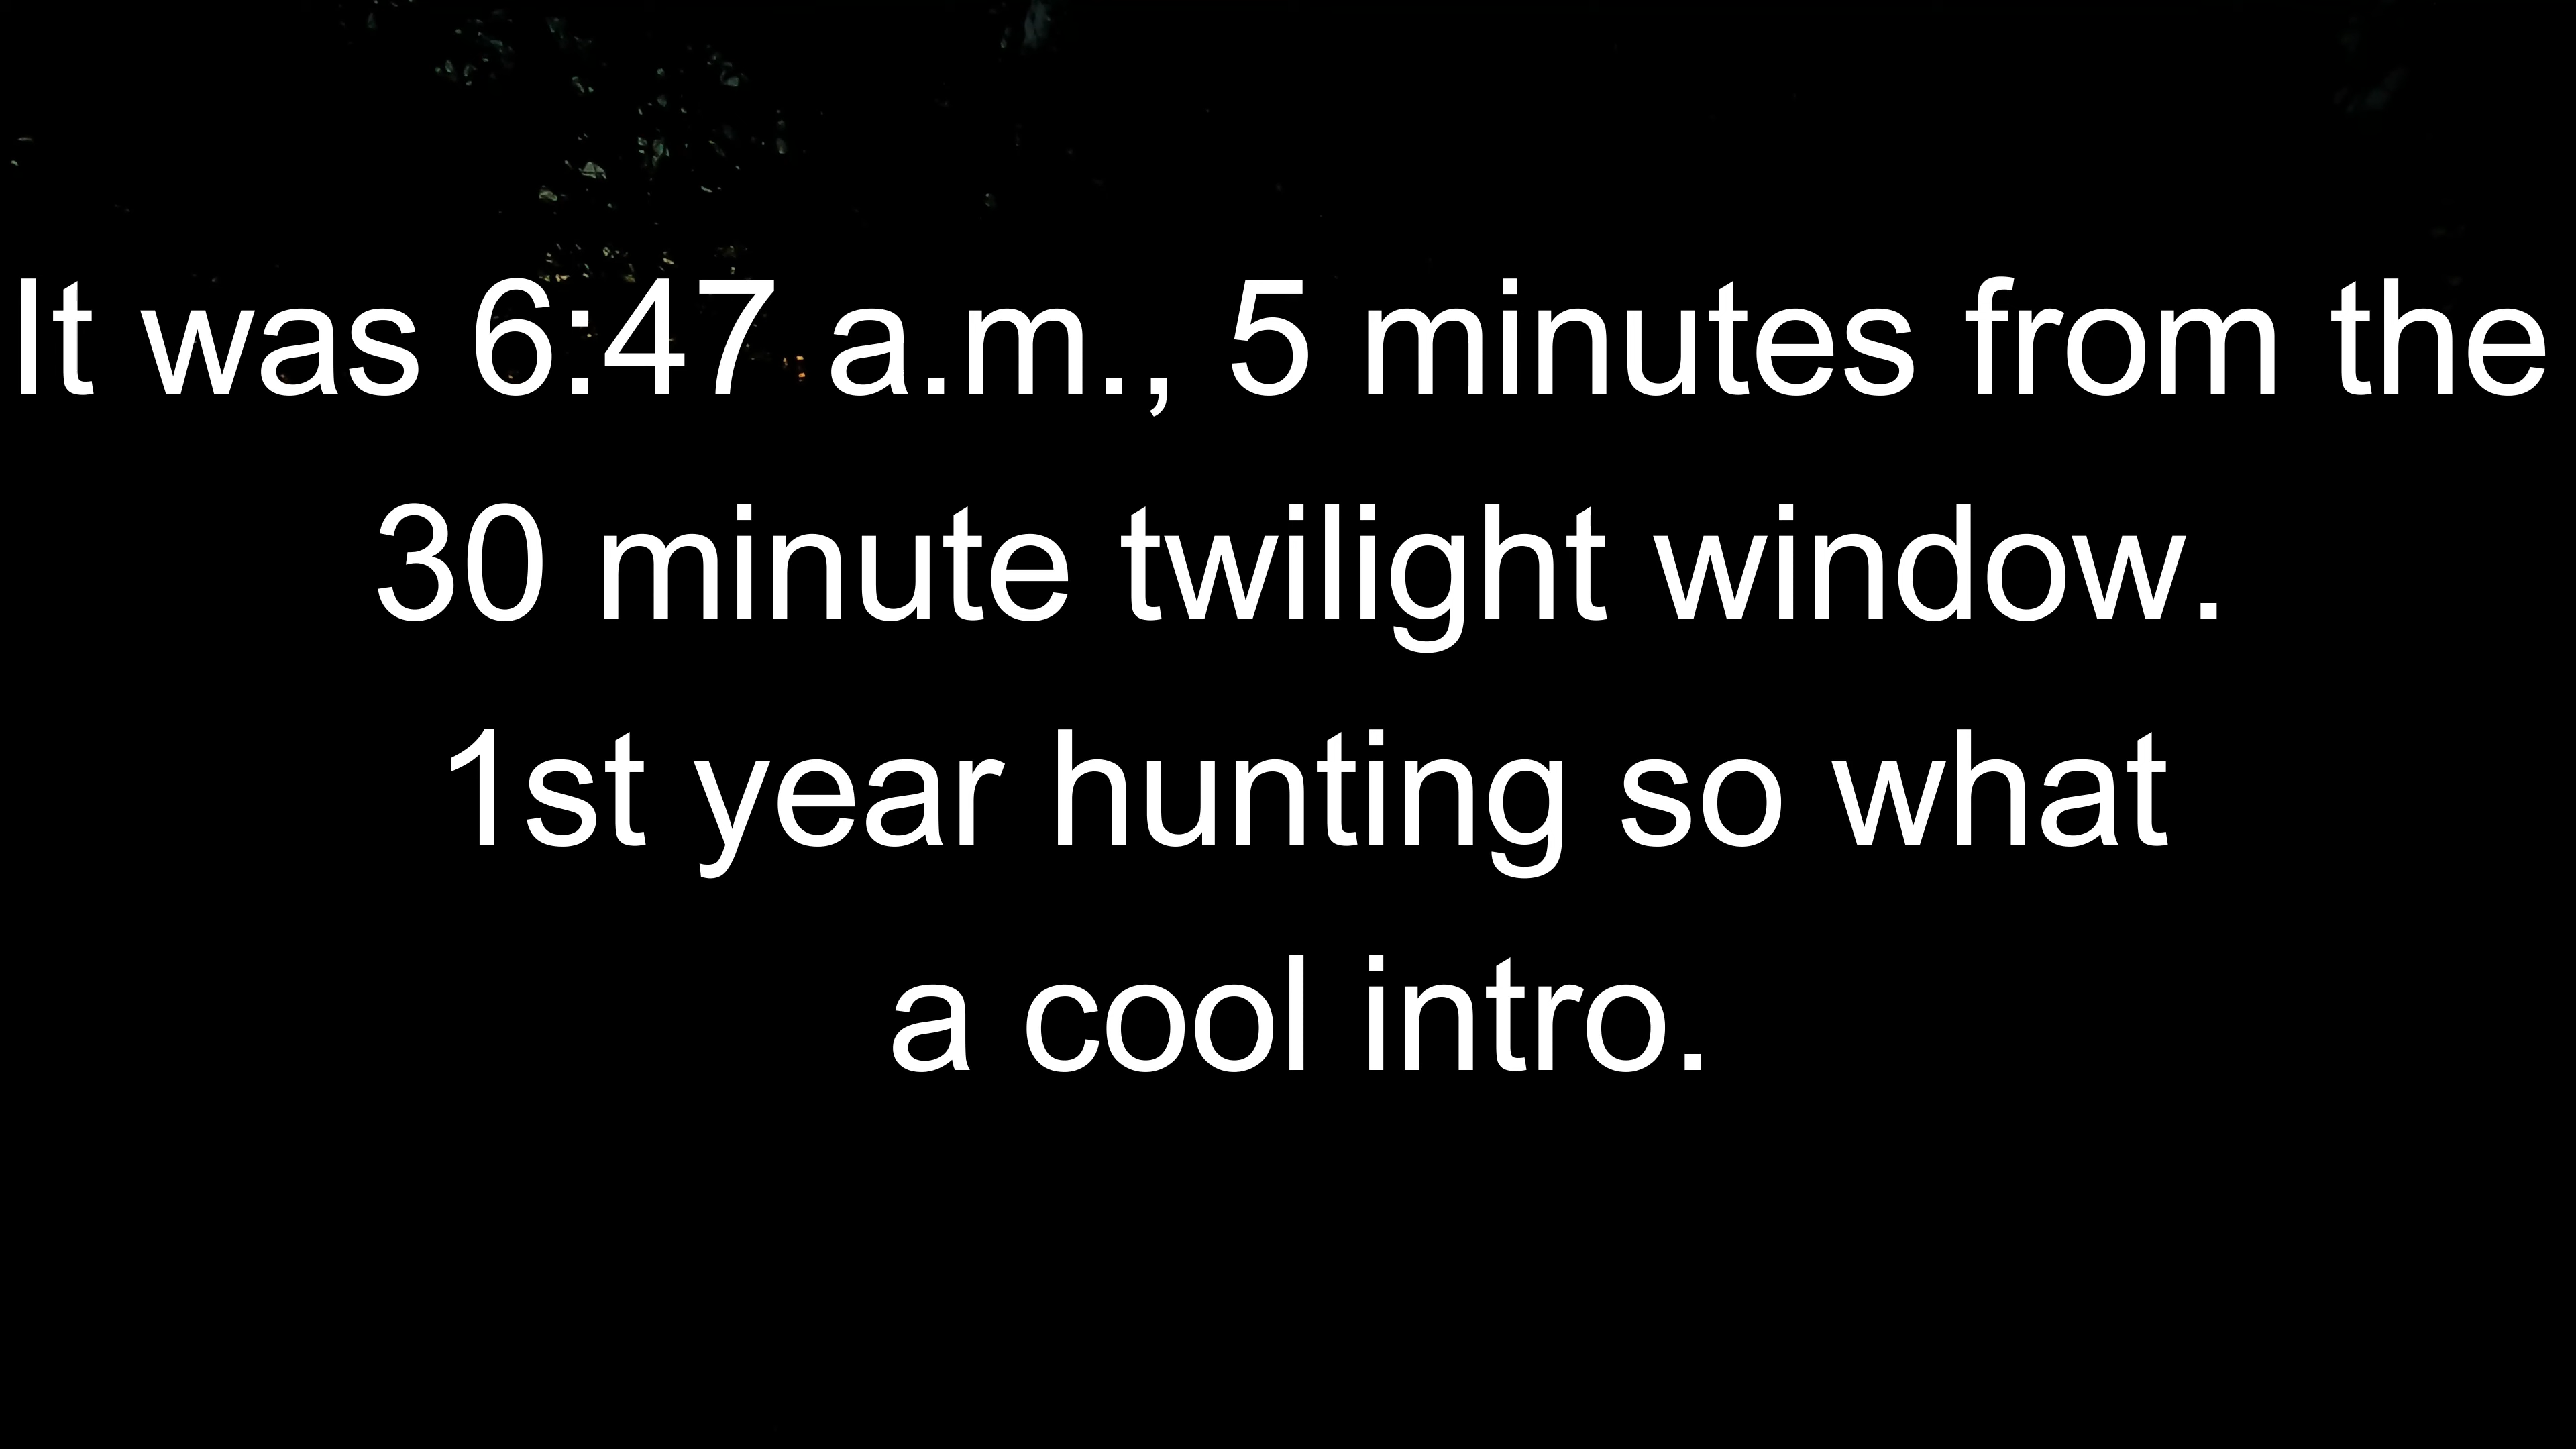 It was 6:47 a.m., 5 minutes from the
30 minute twilight window.
1st year hunting so what
a cool intro.